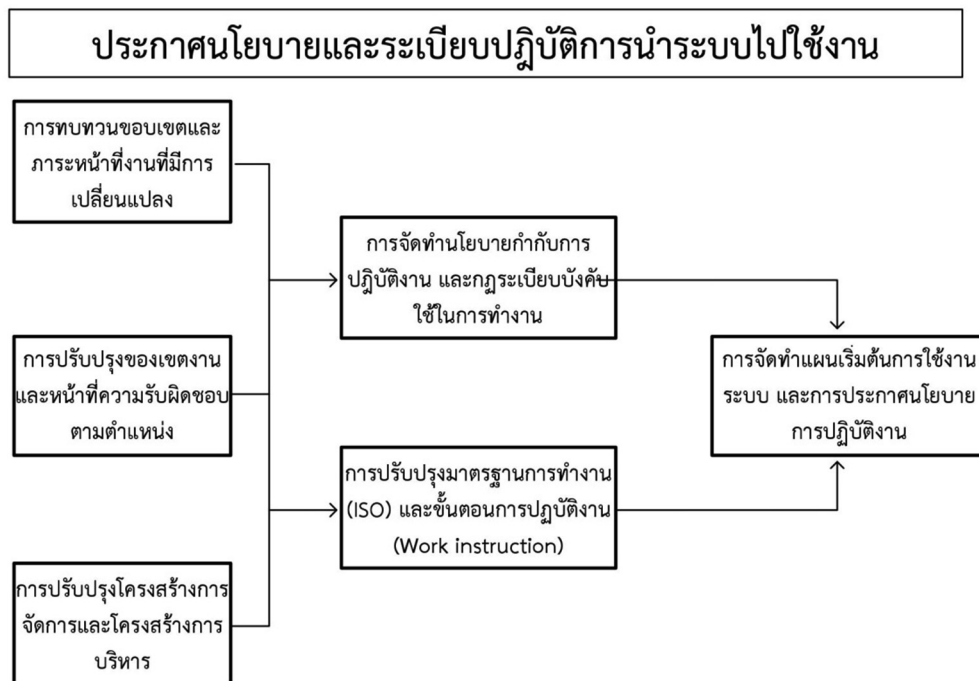 ประกาศนโยบายและระเบียบปฎิบัติการนำระบบไปใช้งาน
การทบทวนขอบเขตและ
ภาระหน้าที่งานที่มีการ
เปลี่ยนแปลง
การปรับปรุงของเขตงาน
และหน้าที่ความรับผิดชอบ
ตามตำแหน่ง
การปรับปรุงโครงสร้างการ
จัดการและโครงสร้างการ
บริหาร
การจัดทำนโยบายกำกับการ
ปฎิบัติงาน และกฎระเบียบบังคับ
ใช้ในการทำงาน
การปรับปรุงมาตรฐานการทำงาน
(ISO) และขั้นตอนการปฏบัติงาน
(Work instruction)
การจัดทำแผนเริ่มต้นการใช้งาน
ระบบ และการประกาศนโยบาย
การปฏิบัติงาน